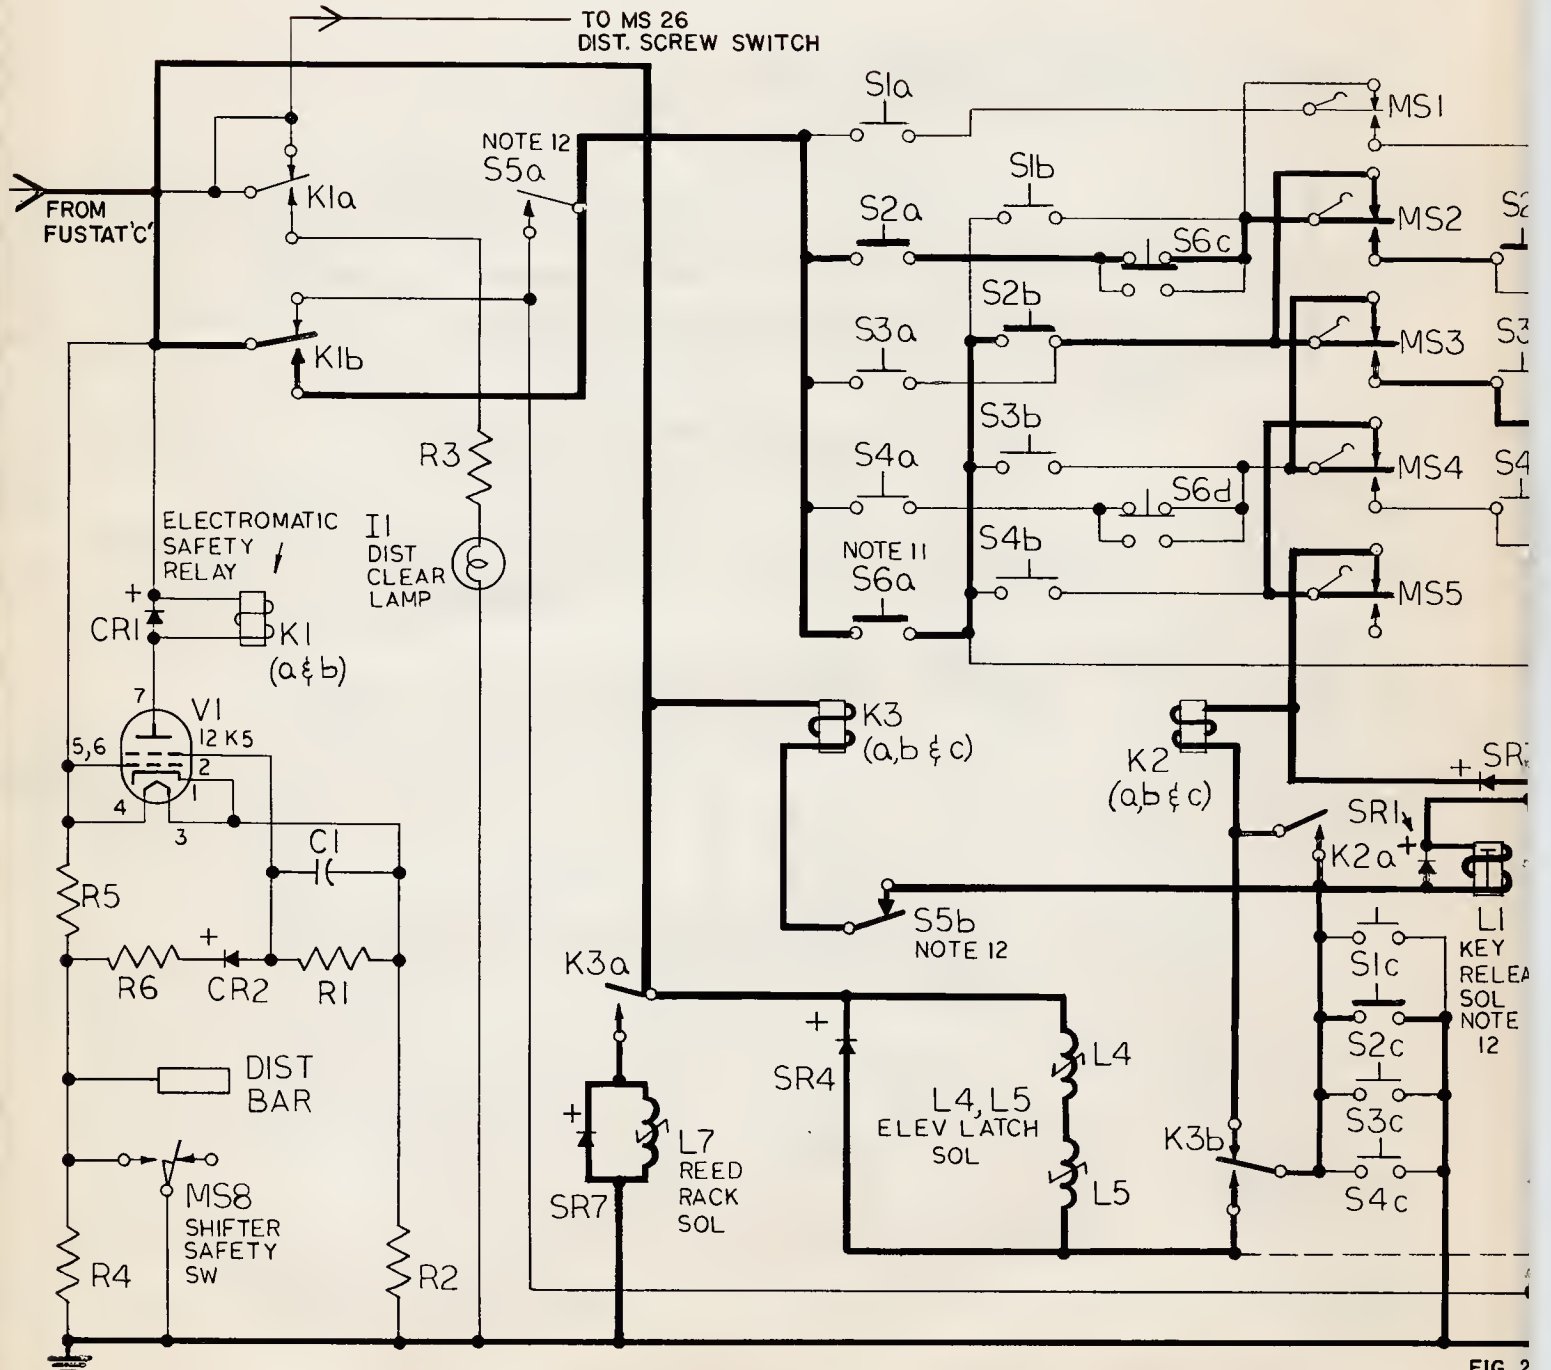 TO MS 26
DIST. SCREW SWITCH
S1a
MS1
NOTE 12
S5a
S1b
K1a
FROM
FUSTAT 'C'
S2a
MS2
S6c
S2b
K1b
S3a
MS3
S3
S3b
R3
S4a
MS4
S4
S6d
ELECTROMATIC
SAFETY
RELAY
I1
DIST
CLEAR
LAMP
NOTE 11
S6a
S4b
MS5
+
CR1
K1
(a & b)
7
V1
12 K5
5,6
2
1
4
3
K3
(a,b & c)
K2
(a,b & c)
+
SR1
+
K2a
C1
R5
S5b
NOTE 12
L1
KEY
SOL
NOTE
12
S1c
+
R6
CR2
R1
K3a
S2c
+
SR4
L4
DIST
BAR
L4, L5
ELEV LATCH
SOL
S3c
+
L7
REED
RACK
SOL
K3b
MS8
SHIFTER
SAFETY
SW
SR7
L5
S4c
R4
R2
FIG. 2